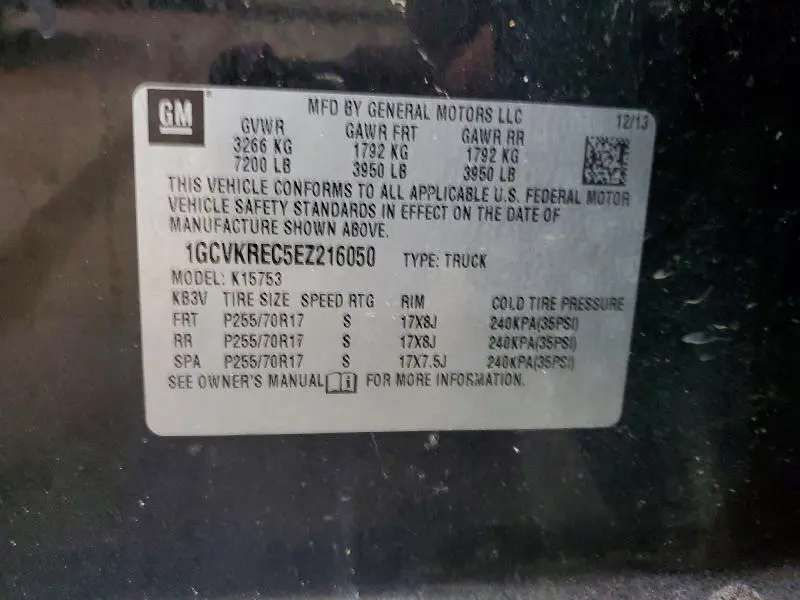 GM
MFD BY GENERAL MOTORS LLC
12/13
GVWR GAWR FRT GAWR RR
3266 KG 1792 KG 1792 KG
7200 LB 3950 LB 3950 LB
THIS VEHICLE CONFORMS TO ALL APPLICABLE U.S. FEDERAL MOTOR
VEHICLE SAFETY STANDARDS IN EFFECT ON THE DATE OF
MANUFACTURE SHOWN ABOVE.
1GCVKREC5EZ216050 TYPE: TRUCK
MODEL: K15753
KB3V TIRE SIZE SPEED RTG RIM COLD TIRE PRESSURE
FRT P255/70R17 S 17X8J 240KPA(35PSI)
RR P255/70R17 S 17X8J 240KPA(35PSI)
SPA P255/70R17 S 17X7.5J 240KPA(35PSI)
SEE OWNER'S MANUAL FOR MORE INFORMATION.